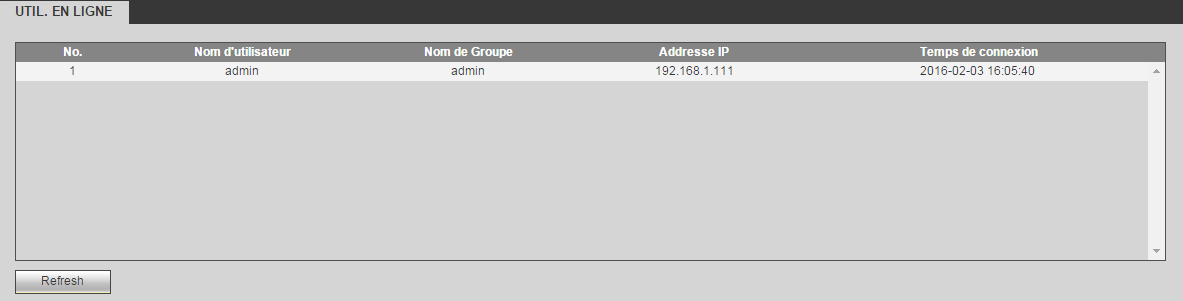 UTIL. EN LIGNE
No. Nom d'utilisateur Nom de Groupe Addresse IP Temps de connexion
1 admin admin 192.168.1.111 2016-02-03 16:05:40
Refresh